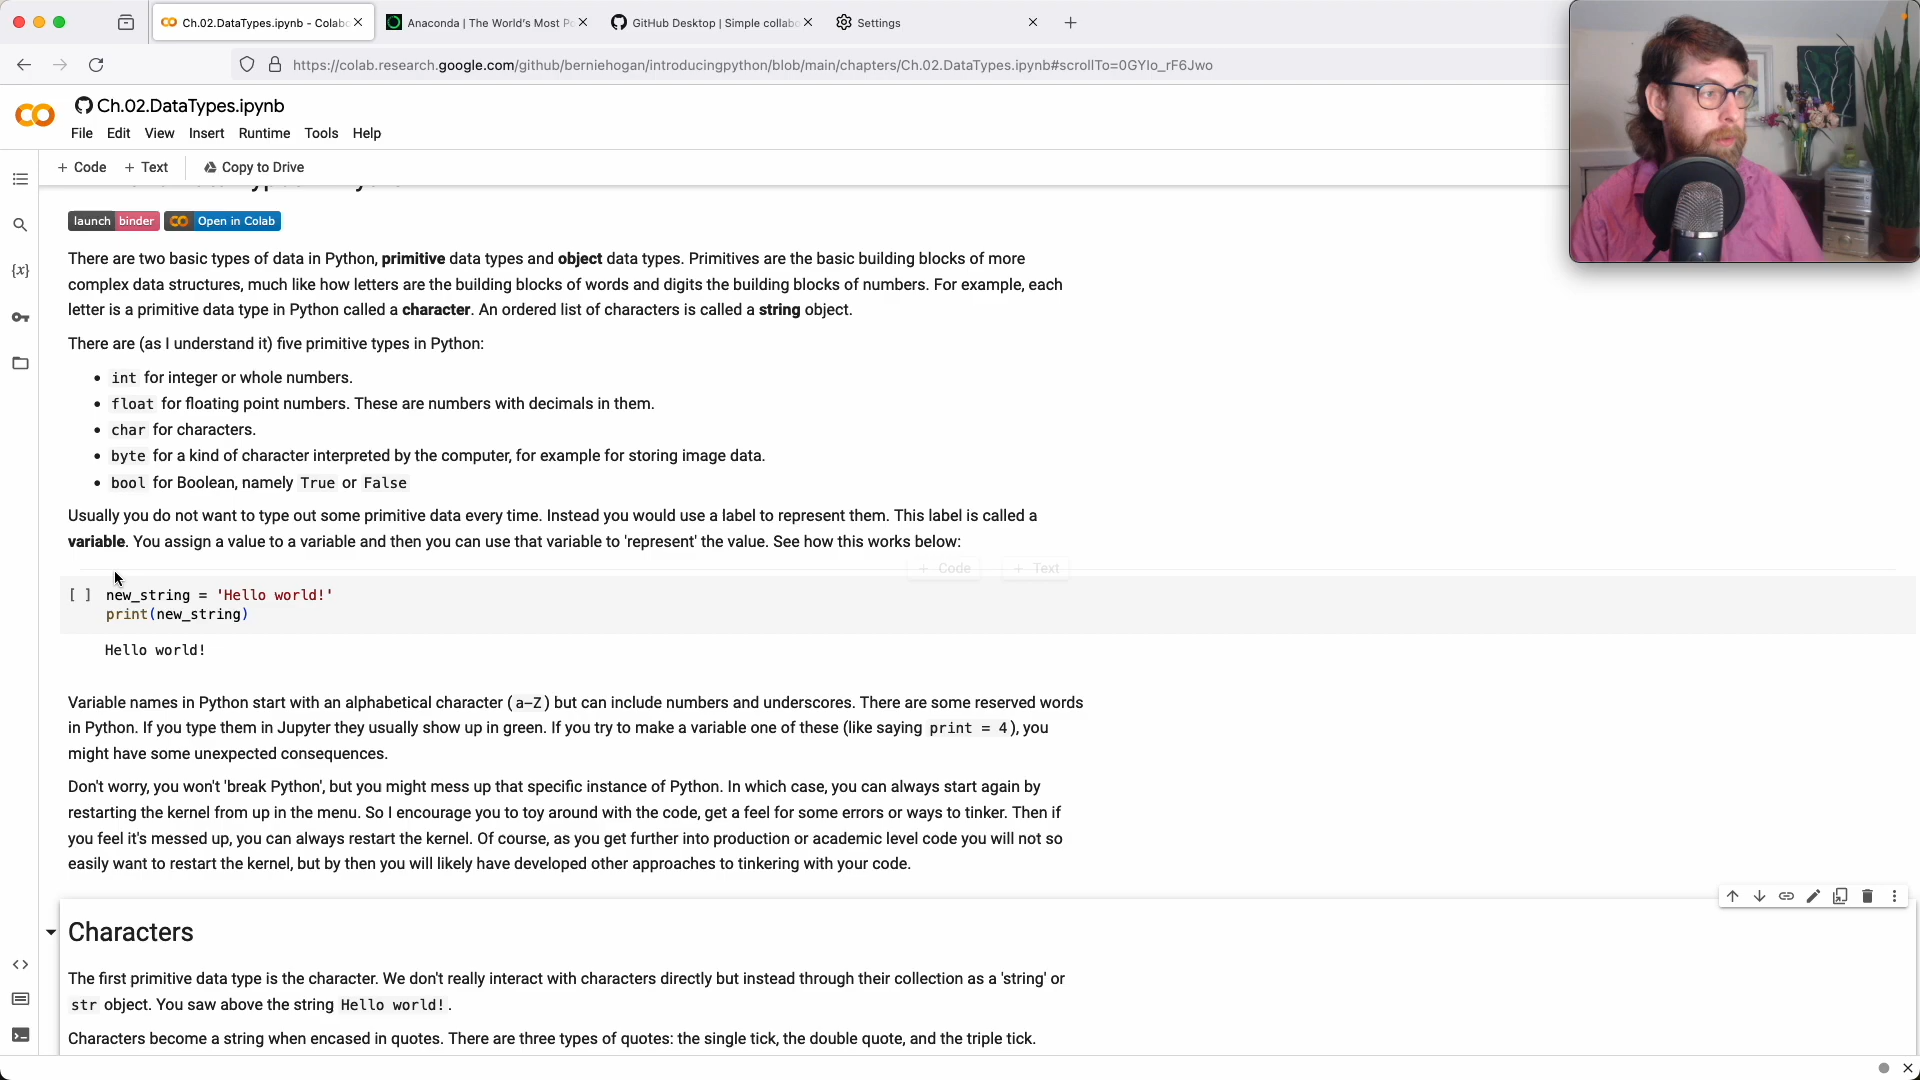 Ch.02.DataTypes.ipynb - Colab
Anaconda | The World's Most P
GitHub Desktop | Simple collabo
Settings
https://colab.research.google.com/github/berniehogan/introducingpython/blob/main/chapters/Ch.02.DataTypes.ipynb#scrollTo=0GYIo_rF6Jwo
Ch.02.DataTypes.ipynb
File Edit View Insert Runtime Tools Help
+ Code + Text Copy to Drive
launch binder Open in Colab
There are two basic types of data in Python, primitive data types and object data types. Primitives are the basic building blocks of more
complex data structures, much like how letters are the building blocks of words and digits the building blocks of numbers. For example, each
letter is a primitive data type in Python called a character. An ordered list of characters is called a string object.
There are (as I understand it) five primitive types in Python:
• int for integer or whole numbers.
• float for floating point numbers. These are numbers with decimals in them.
• char for characters.
• byte for a kind of character interpreted by the computer, for example for storing image data.
• bool for Boolean, namely True or False
Usually you do not want to type out some primitive data every time. Instead you would use a label to represent them. This label is called a
variable. You assign a value to a variable and then you can use that variable to 'represent' the value. See how this works below:
+ Code + Text
[ ] new_string = 'Hello world!'
print(new_string)
Hello world!
Variable names in Python start with an alphabetical character (a-Z) but can include numbers and underscores. There are some reserved words
in Python. If you type them in Jupyter they usually show up in green. If you try to make a variable one of these (like saying print = 4), you
might have some unexpected consequences.
Don't worry, you won't 'break Python', but you might mess up that specific instance of Python. In which case, you can always start again by
restarting the kernel from up in the menu. So I encourage you to toy around with the code, get a feel for some errors or ways to tinker. Then if
you feel it's messed up, you can always restart the kernel. Of course, as you get further into production or academic level code you will not so
easily want to restart the kernel, but by then you will likely have developed other approaches to tinkering with your code.
Characters
The first primitive data type is the character. We don't really interact with characters directly but instead through their collection as a 'string' or
str object. You saw above the string Hello world!.
Characters become a string when encased in quotes. There are three types of quotes: the single tick, the double quote, and the triple tick.